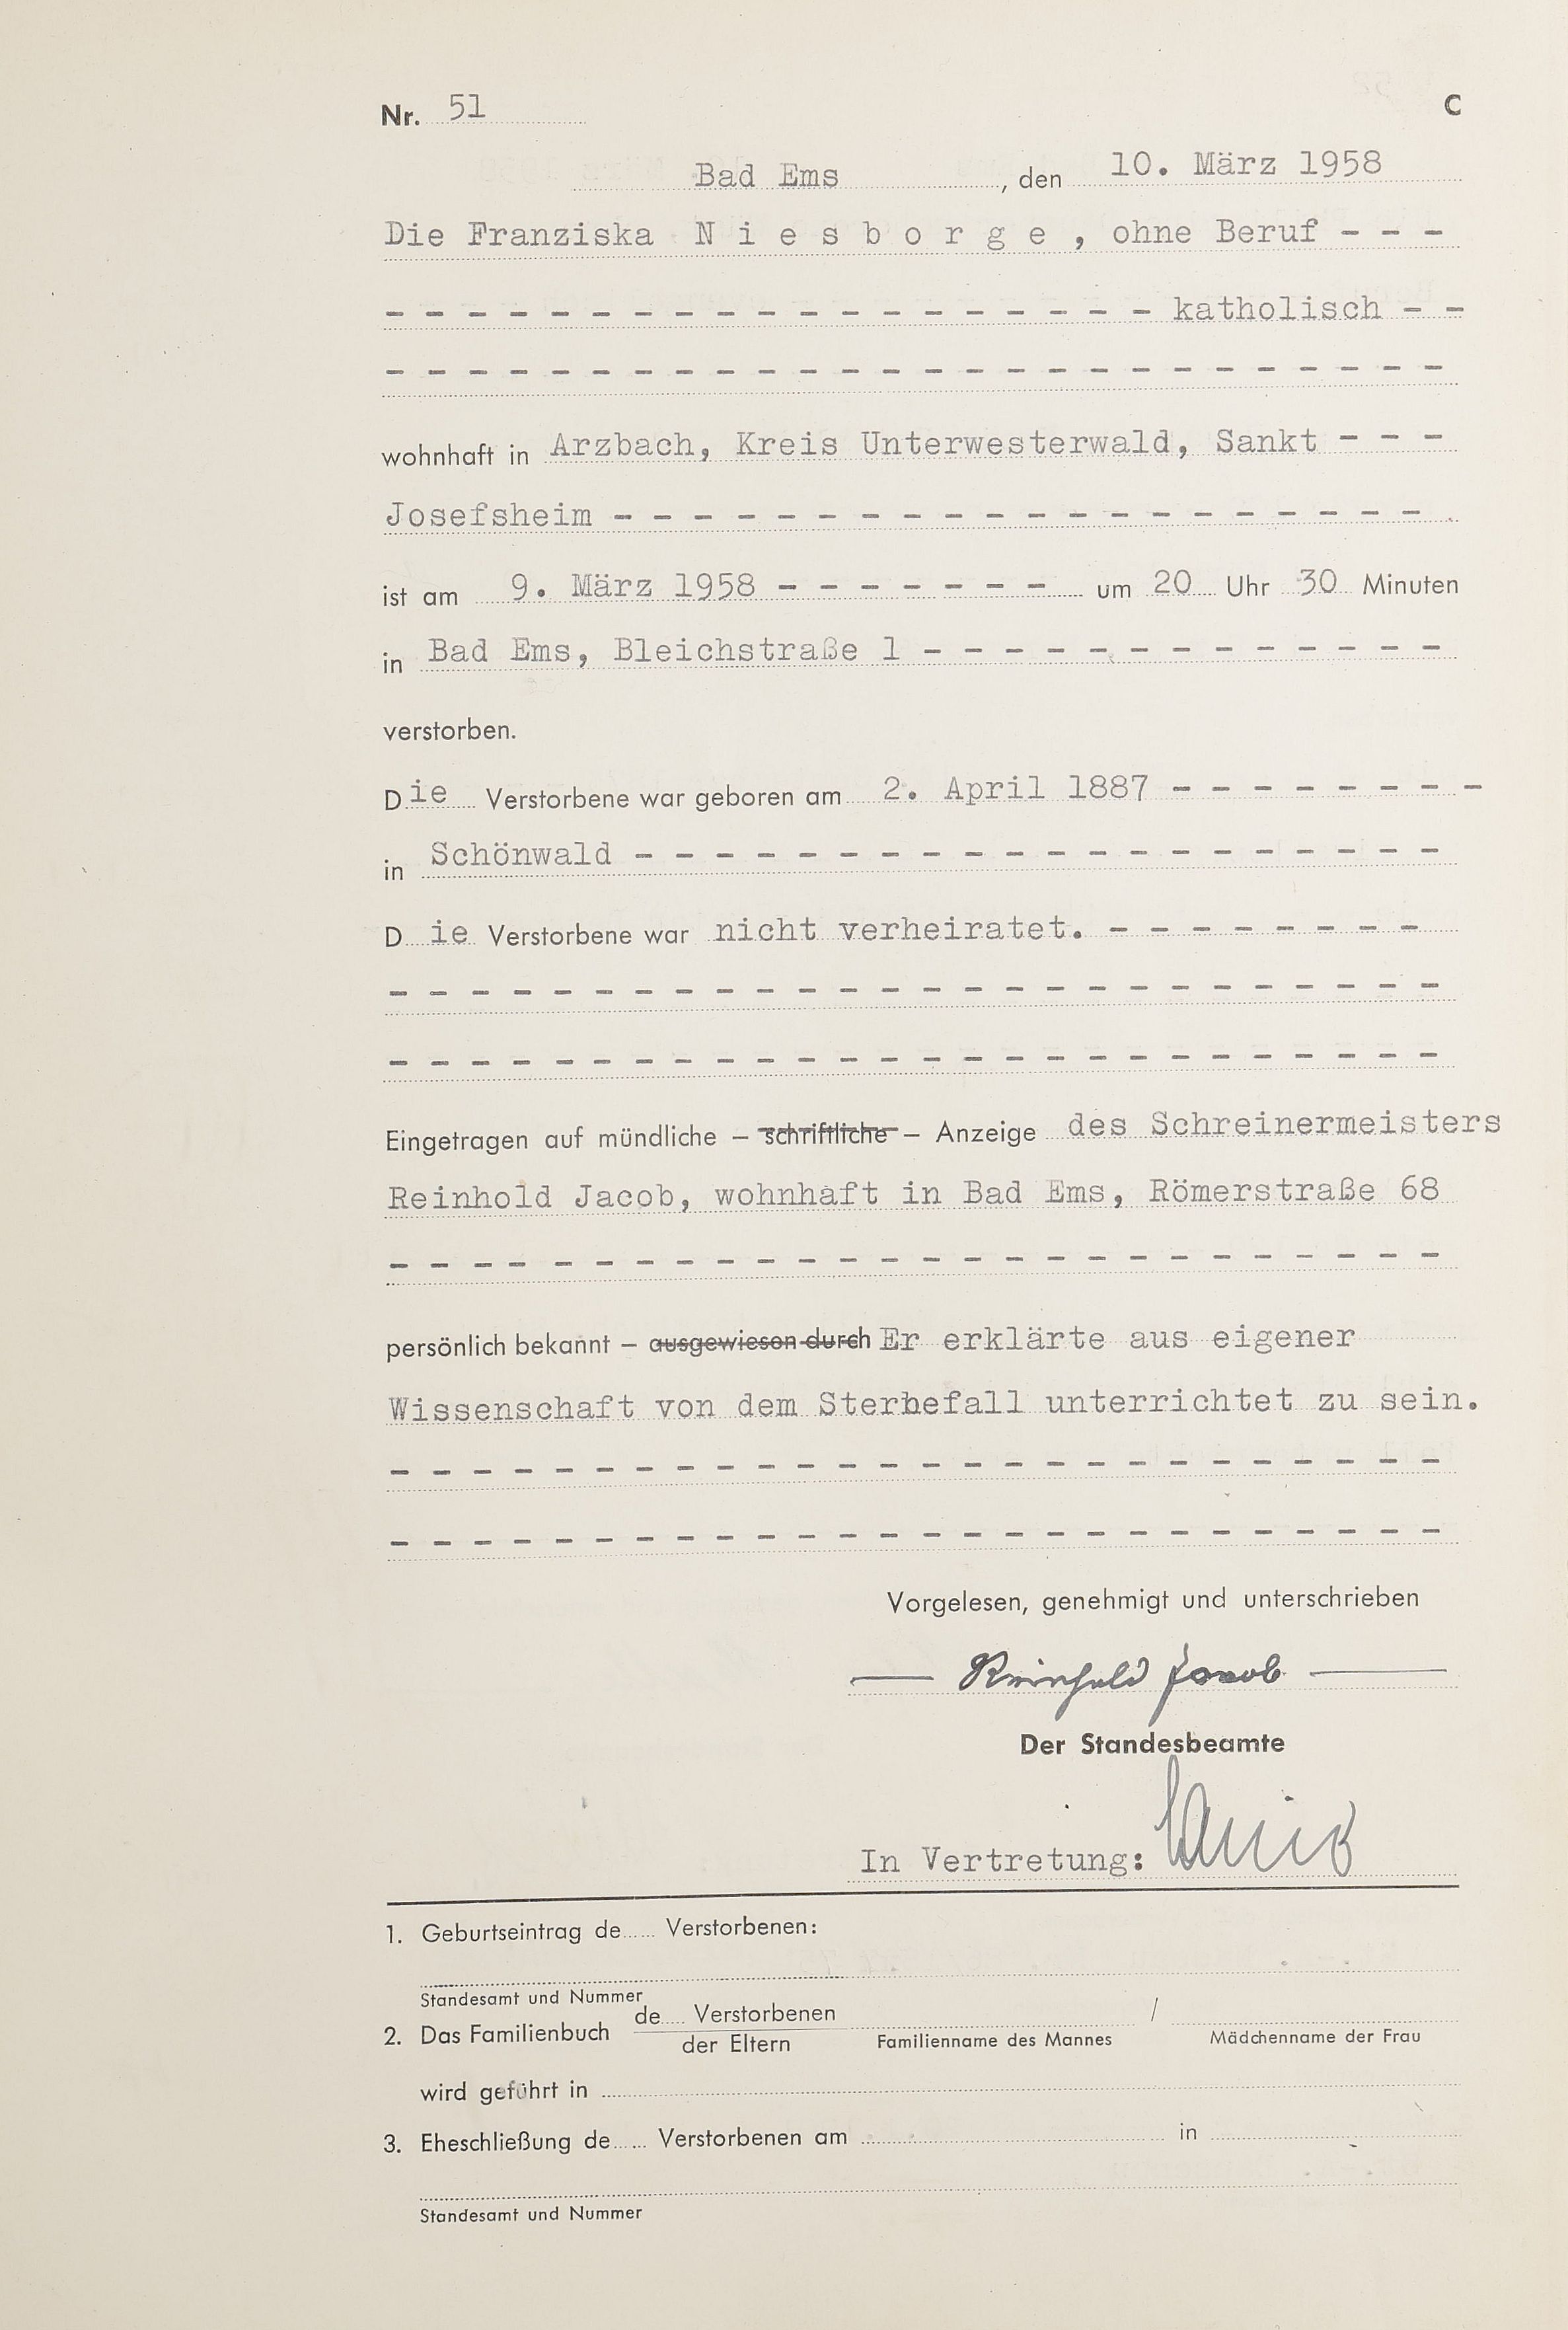 Nr. 51 C
Bad Ems, den 10. März 1958
Die Franziska N i e s b o r g e , ohne Beruf - - -
- - - - - - - - - - - - - - - - - - - katholisch - -
- - - - - - - - - - - - - - - - - - - - - - - - - -
wohnhaft in Arzbach, Kreis Unterwesterwald, Sankt - - -
Josefsheim - - - - - - - - - - - - - - - - - - - -
ist am 9. März 1958 - - - - - - - um 20 Uhr 30 Minuten
in Bad Ems, Bleichstraße 1 - - - - - - - - - - - - -
verstorben.
Die Verstorbene war geboren am 2. April 1887 - - - - - - - -
in Schönwald - - - - - - - - - - - - - - - - - - - -
Die Verstorbene war nicht verheiratet. - - - - - - - -
- - - - - - - - - - - - - - - - - - - - - - - - - -
- - - - - - - - - - - - - - - - - - - - - - - - - -
Eingetragen auf mündliche – schriftliche – Anzeige des Schreinermeisters
Reinhold Jacob, wohnhaft in Bad Ems, Römerstraße 68
- - - - - - - - - - - - - - - - - - - - - - - - - -
persönlich bekannt – ausgewiesen durch Er erklärte aus eigener
Wissenschaft von dem Sterbefall unterrichtet zu sein.
- - - - - - - - - - - - - - - - - - - - - - - - - -
- - - - - - - - - - - - - - - - - - - - - - - - - -
Vorgelesen, genehmigt und unterschrieben
Reinhold Jacob
Der Standesbeamte
In Vertretung:
1. Geburtseintrag de..... Verstorbenen:
Standesamt und Nummer
2. Das Familienbuch de.... Verstorbenen /
der Eltern Familienname des Mannes Mädchenname der Frau
wird geführt in
3. Eheschließung de..... Verstorbenen am in
Standesamt und Nummer